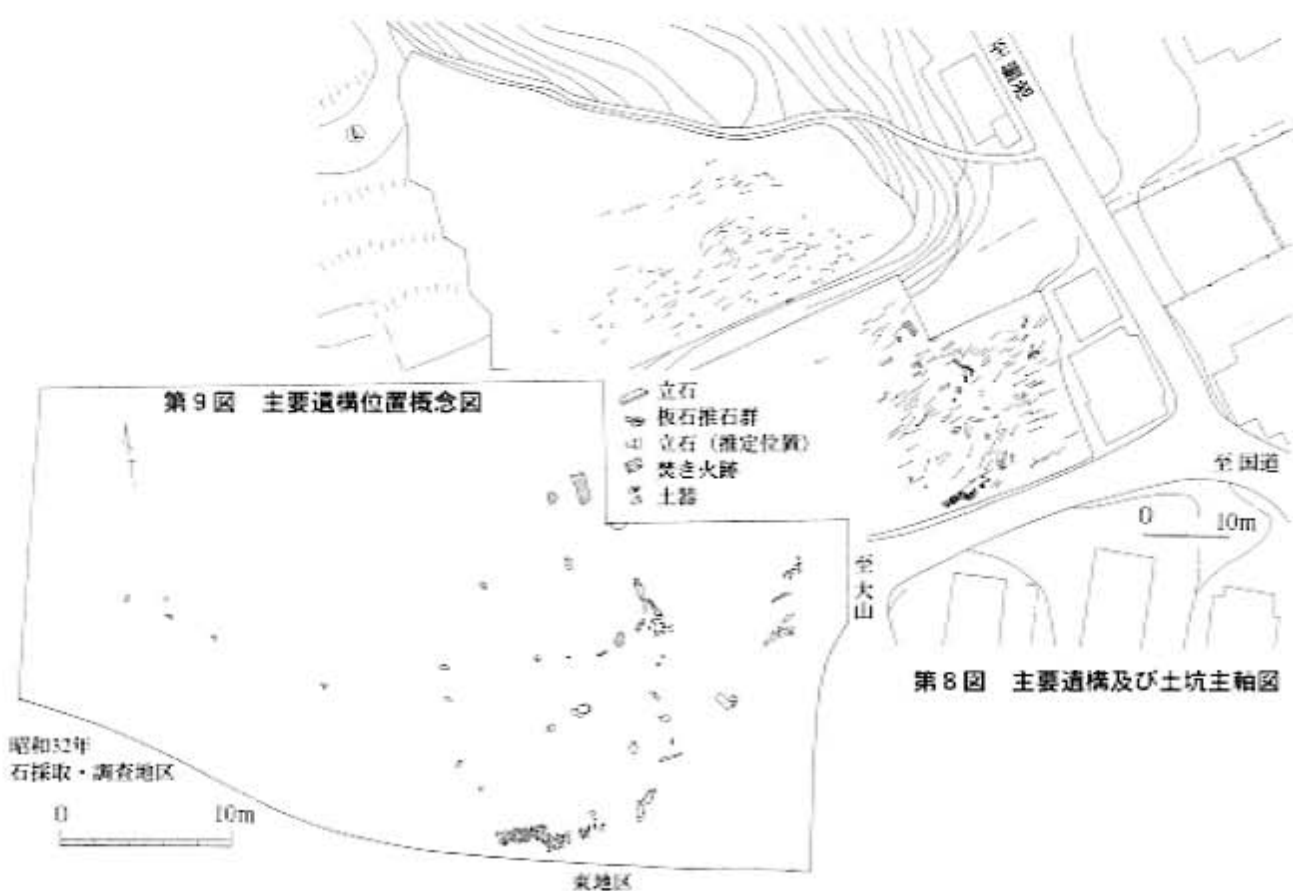 第9図 主要遺構位置概念図
立石
板石推石群
立石（推定位置）
焚き火跡
土器
至国道
0 10m
至大山
第8図 主要遺構及び土坑主軸図
昭和32年
石採取・調査地区
0 10m
東地区